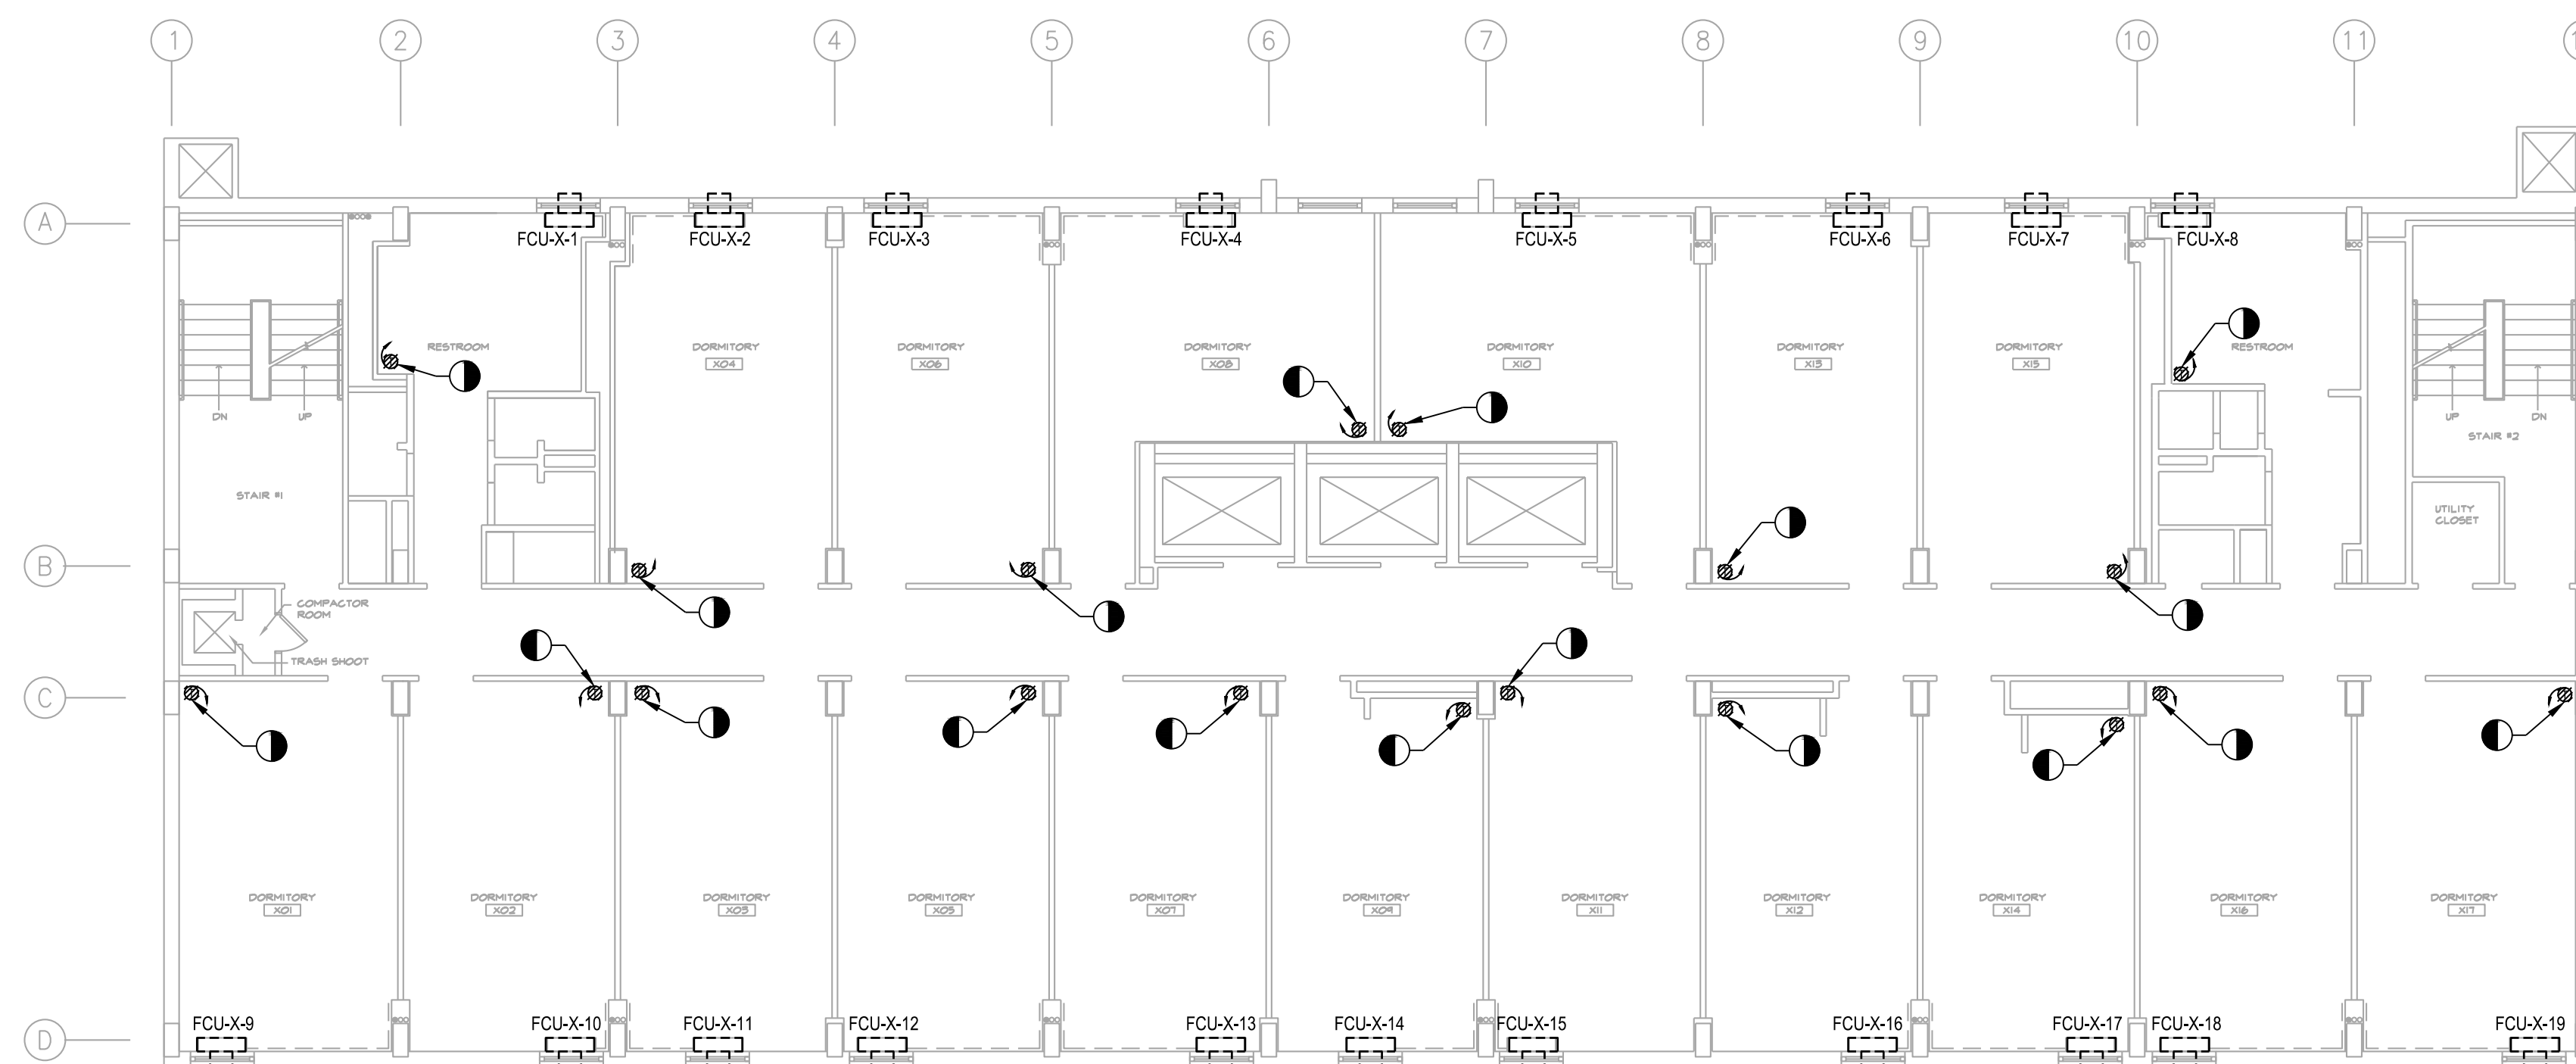 1 2 3 4 5 6 7 8 9 10 11
A
FCU-X-1 FCU-X-2 FCU-X-3 FCU-X-4 FCU-X-5 FCU-X-6 FCU-X-7 FCU-X-8
RESTROOM DORMITORY DORMITORY DORMITORY DORMITORY DORMITORY DORMITORY RESTROOM
X04 X06 X08 X10 X13 X15
DN UP UP DN
STAIR #2
STAIR #1
UTILITY
CLOSET
B
COMPACTOR
ROOM
TRASH SHOOT
C
DORMITORY DORMITORY DORMITORY DORMITORY DORMITORY DORMITORY DORMITORY DORMITORY DORMITORY DORMITORY DORMITORY
X01 X02 X03 X05 X07 X09 X11 X12 X14 X16 X17
FCU-X-9 FCU-X-10 FCU-X-11 FCU-X-12 FCU-X-13 FCU-X-14 FCU-X-15 FCU-X-16 FCU-X-17 FCU-X-18 FCU-X-19
D